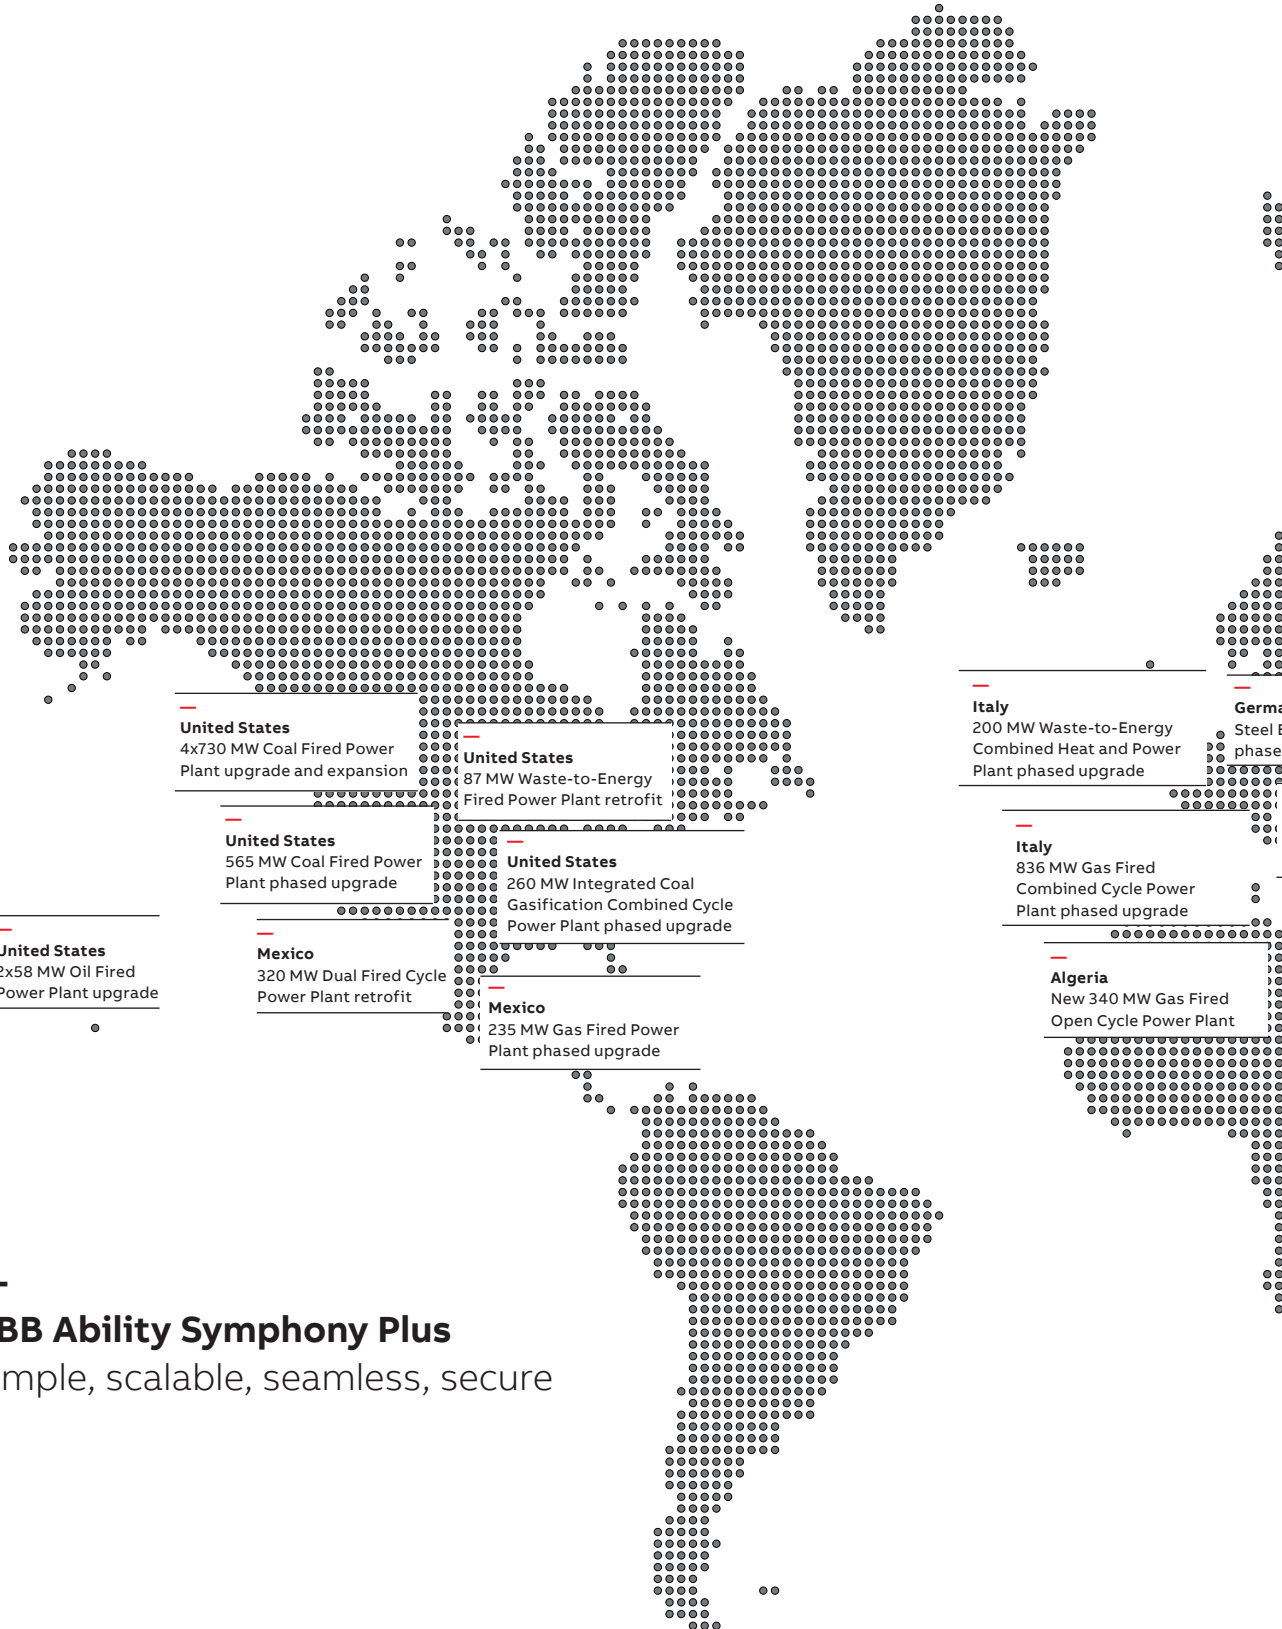 United States
4x730 MW Coal Fired Power
Plant upgrade and expansion
United States
87 MW Waste-to-Energy
Fired Power Plant retrofit
United States
565 MW Coal Fired Power
Plant phased upgrade
United States
260 MW Integrated Coal
Gasification Combined Cycle
Power Plant phased upgrade
United States
2x58 MW Oil Fired
Power Plant upgrade
Mexico
320 MW Dual Fired Cycle
Power Plant retrofit
Mexico
235 MW Gas Fired Power
Plant phased upgrade
Italy
200 MW Waste-to-Energy
Combined Heat and Power
Plant phased upgrade
Germa
Steel
phase
Italy
836 MW Gas Fired
Combined Cycle Power
Plant phased upgrade
Algeria
New 340 MW Gas Fired
Open Cycle Power Plant
BB Ability Symphony Plus
mple, scalable, seamless, secure